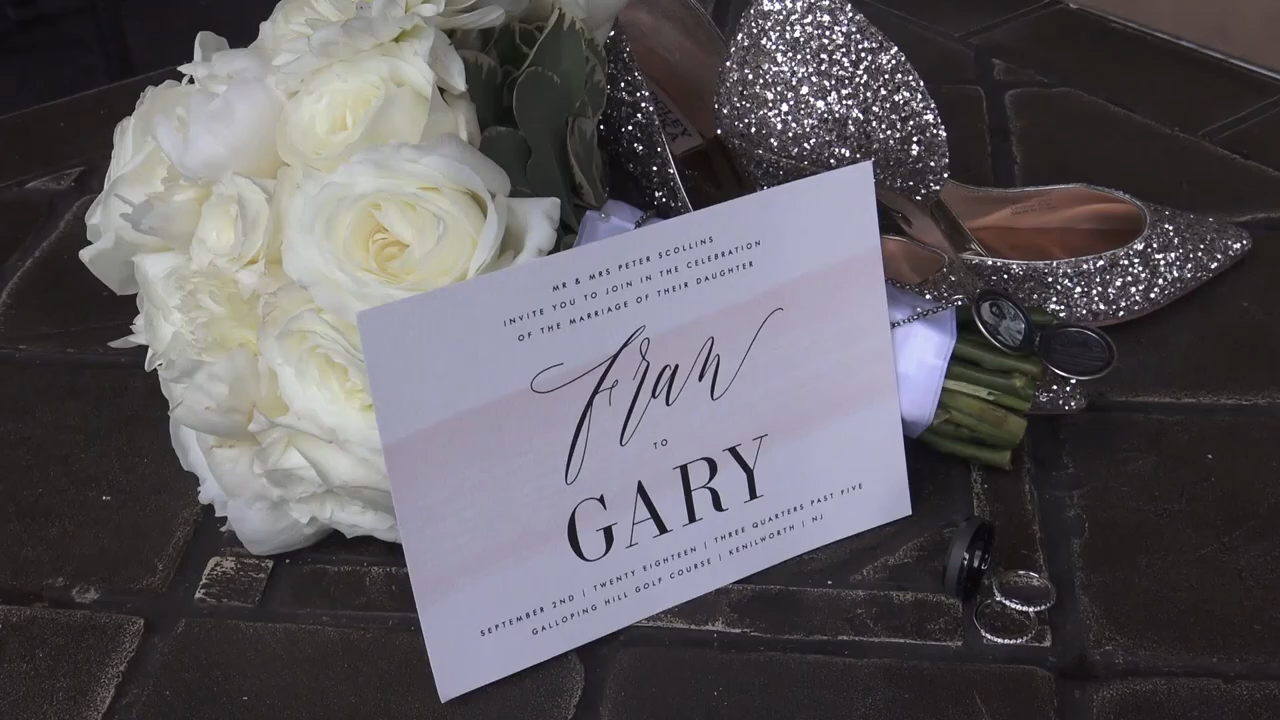 MR & MRS PETER SCOLLINS
INVITE YOU TO JOIN IN THE CELEBRATION
OF THE MARRIAGE OF THEIR DAUGHTER
Fran
TO
GARY
SEPTEMBER 2ND | TWENTY EIGHTEEN | THREE QUARTERS PAST FIVE
GALLOPING HILL GOLF COURSE | KENILWORTH | NJ